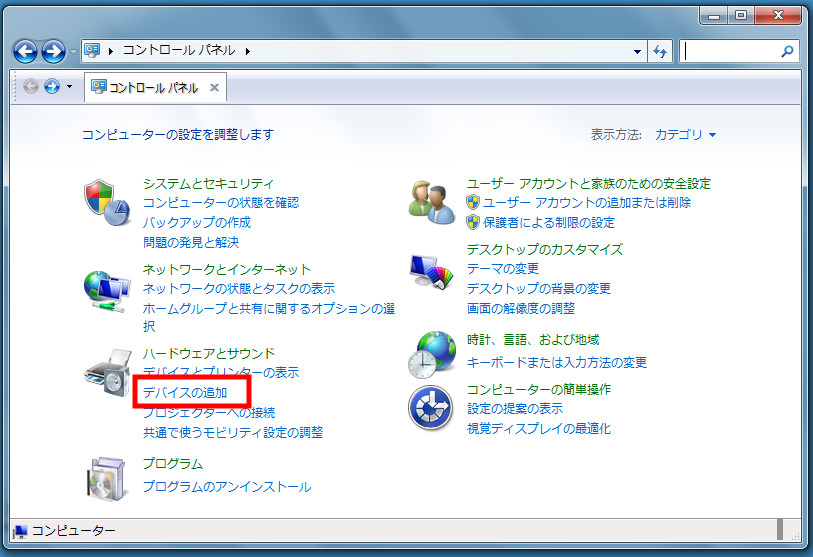 コントロール パネル
コントロール パネル
コンピューターの設定を調整します
表示方法: カテゴリ
システムとセキュリティ
コンピューターの状態を確認
バックアップの作成
問題の発見と解決
ネットワークとインターネット
ネットワークの状態とタスクの表示
ホームグループと共有に関するオプションの選
択
ハードウェアとサウンド
デバイスとプリンターの表示
デバイスの追加
プロジェクターへの接続
共通で使うモビリティ設定の調整
プログラム
プログラムのアンインストール
ユーザー アカウントと家族のための安全設定
ユーザー アカウントの追加または削除
保護者による制限の設定
デスクトップのカスタマイズ
テーマの変更
デスクトップの背景の変更
画面の解像度の調整
時計、言語、および地域
キーボードまたは入力方法の変更
コンピューターの簡単操作
設定の提案の表示
視覚ディスプレイの最適化
コンピューター